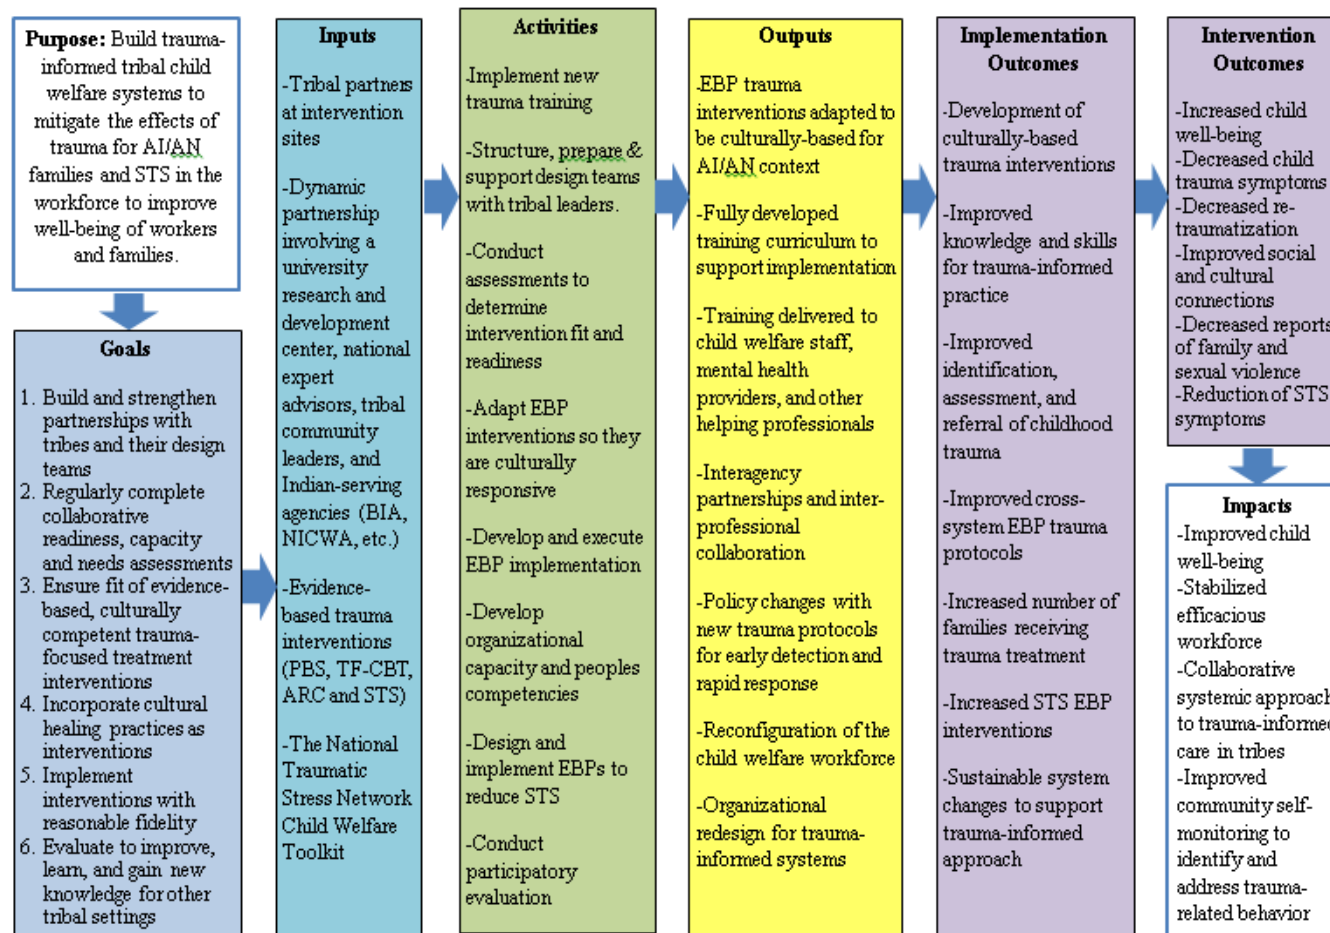 Purpose: Build trauma-
informed tribal child
welfare systems to
mitigate the effects of
trauma for AI/AN
families and STS in the
workforce to improve
well-being of workers
and families.
Goals
1. Build and strengthen
partnerships with
tribes and their design
teams
2. Regularly complete
collaborative
readiness, capacity
and needs assessments
3. Ensure fit of evidence-
based, culturally
competent trauma-
focused treatment
interventions
4. Incorporate cultural
healing practices as
interventions
5. Implement
interventions with
reasonable fidelity
6. Evaluate to improve,
learn, and gain new
knowledge for other
tribal settings
Inputs
-Tribal partners
at intervention
sites
-Dynamic
partnership
involving a
university
research and
development
center, national
expert
advisors, tribal
community
leaders, and
Indian-serving
agencies (BIA,
NICWA, etc.)
-Evidence-
based trauma
interventions
(PBS, TF-CBT,
ARC and STS)
-The National
Traumatic
Stress Network
Child Welfare
Toolkit
Activities
-Implement new
trauma training
-Structure, prepare &
support design teams
with tribal leaders.
-Conduct
assessments to
determine
intervention fit and
readiness
-Adapt EBP
interventions so they
are culturally
responsive
-Develop and execute
EBP implementation
-Develop
organizational
capacity and peoples
competencies
-Design and
implement EBPs to
reduce STS
-Conduct
participatory
evaluation
Outputs
-EBP trauma
interventions adapted to
be culturally-based for
AI/AN context
-Fully developed
training curriculum to
support implementation
-Training delivered to
child welfare staff,
mental health
providers, and other
helping professionals
-Interagency
partnerships and inter-
professional
collaboration
-Policy changes with
new trauma protocols
for early detection and
rapid response
-Reconfiguration of the
child welfare workforce
-Organizational
redesign for trauma-
informed systems
Implementation
Outcomes
-Development of
culturally-based
trauma interventions
-Improved
knowledge and skills
for trauma-informed
practice
-Improved
identification,
assessment, and
referral of childhood
trauma
-Improved cross-
system EBP trauma
protocols
-Increased number of
families receiving
trauma treatment
-Increased STS EBP
interventions
-Sustainable system
changes to support
trauma-informed
approach
Intervention
Outcomes
-Increased child
well-being
-Decreased child
trauma symptoms
-Decreased re-
traumatization
-Improved social
and cultural
connections
-Decreased reports
of family and
sexual violence
-Reduction of STS
symptoms
Impacts
-Improved child
well-being
-Stabilized
efficacious
workforce
-Collaborative
systemic approach
to trauma-informed
care in tribes
-Improved
community self-
monitoring to
identify and
address trauma-
related behavior